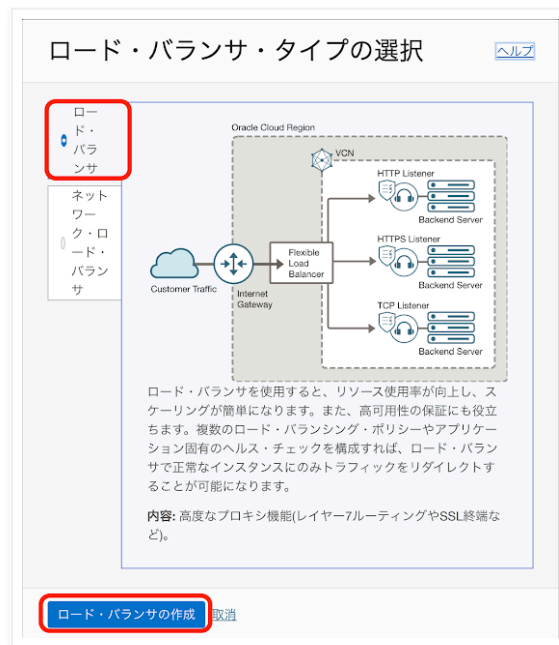 ロード・バランサ・タイプの選択
ヘルプ
ロー
ド・
バラ
ンサ
ネット
ワー
ク・ロ
ード・
バラン
サ
Oracle Cloud Region
VCN
HTTP Listener
Backend Server
HTTPS Listener
Flexible
Load
Balancer
Customer Traffic
Internet
Gateway
Backend Server
TCP Listener
Backend Server
ロード・バランサを使用すると、リソース使用率が向上し、ス
ケーリングが簡単になります。また、高可用性の保証にも役立
ちます。複数のロード・バランシング・ポリシーやアプリケー
ション固有のヘルス・チェックを構成すれば、ロード・バラン
サで正常なインスタンスにのみトラフィックをリダイレクトす
ることが可能になります。
内容: 高度なプロキシ機能(レイヤー7ルーティングやSSL終端な
ど)。
ロード・バランサの作成
取消